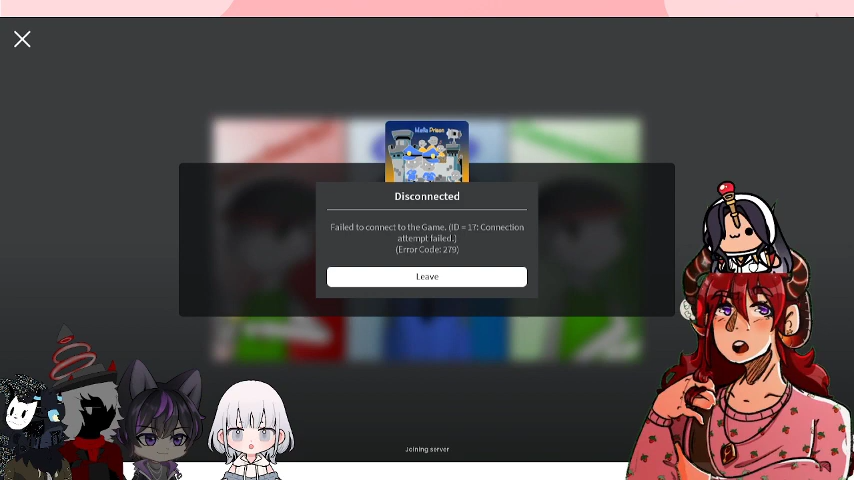 Disconnected
Failed to connect to the Game. (ID = 17: Connection
attempt failed.)
(Error Code: 279)
Leave
Joining server